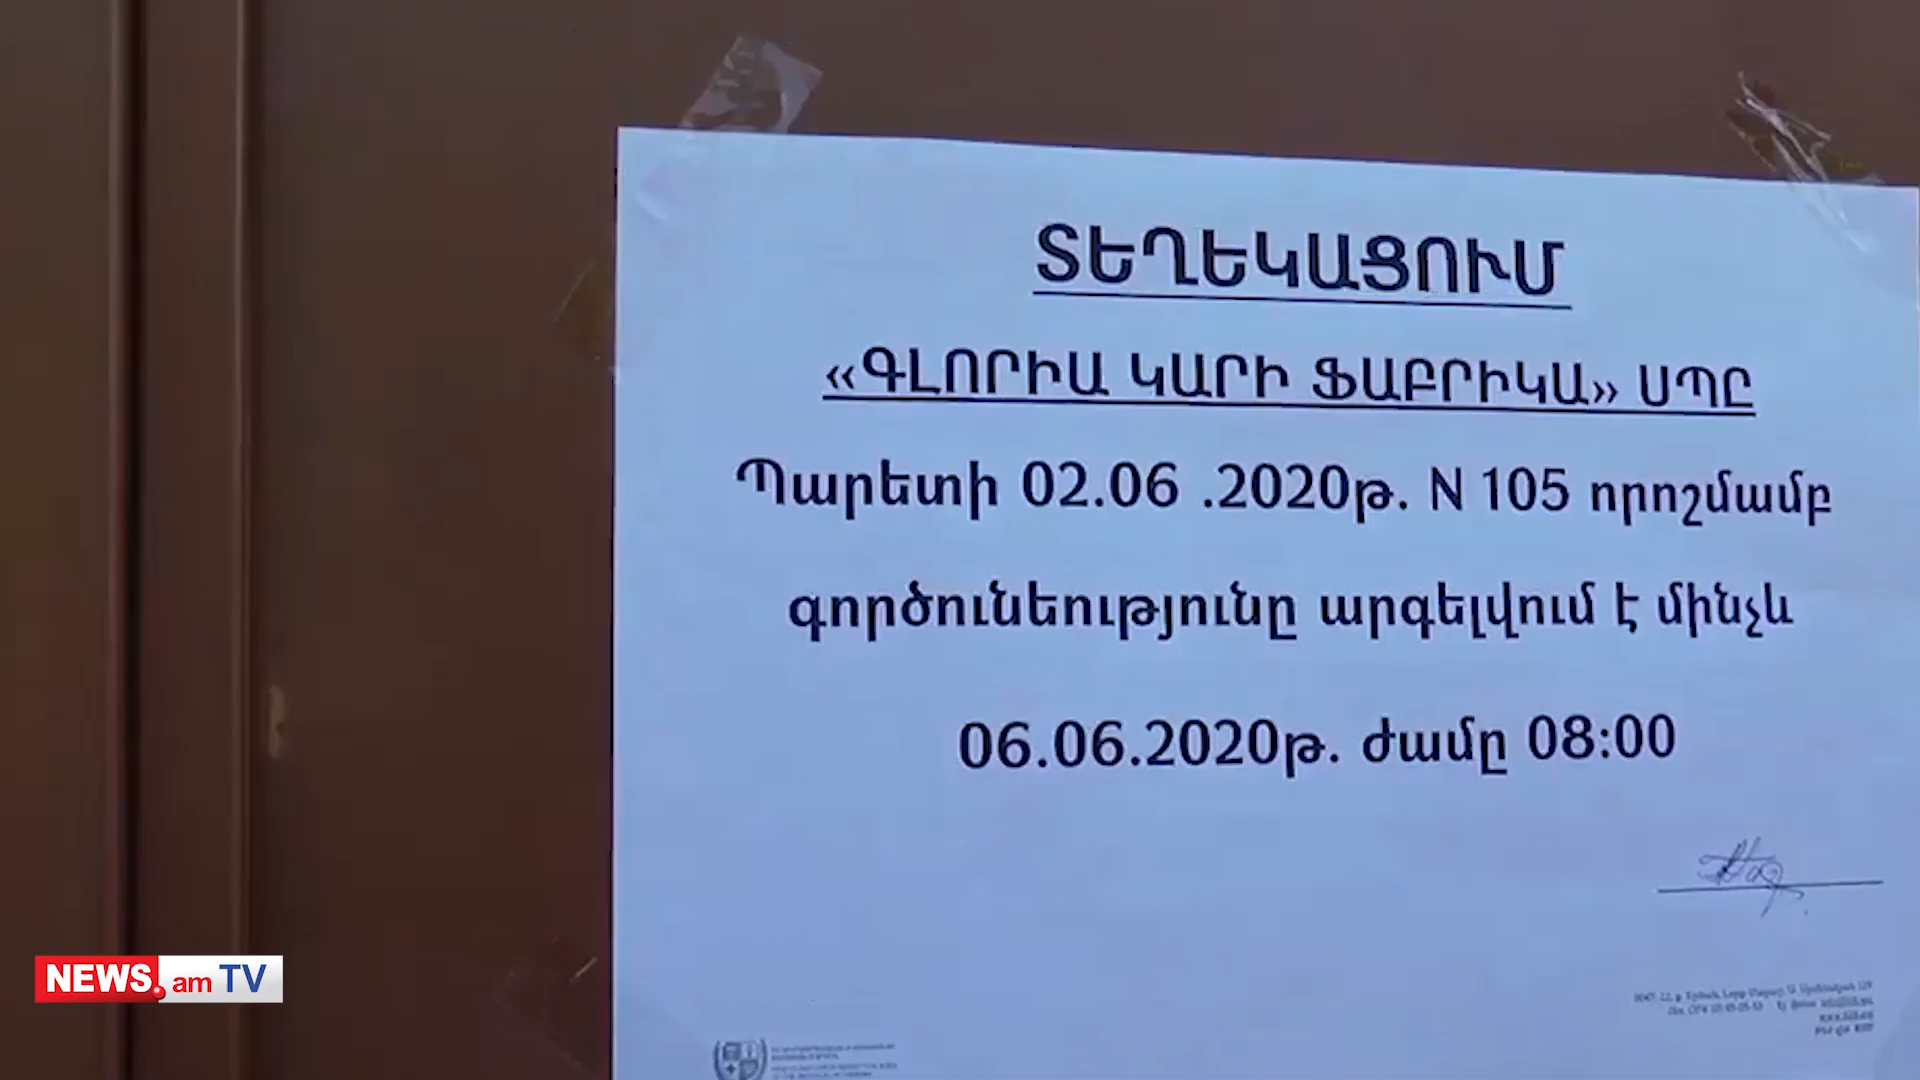 ՏԵՂԵԿԱՑՈՒՄ
«ԳԼՈՐԻԱ ԿԱՐԻ ՖԱԲՐԻԿԱ» ՍՊԸ
Պարետի 02.06 .2020թ. N 105 որոշմամբ
գործունեությունը արգելվում է մինչև
06.06.2020թ. ժամը 08:00
NEWS.am TV